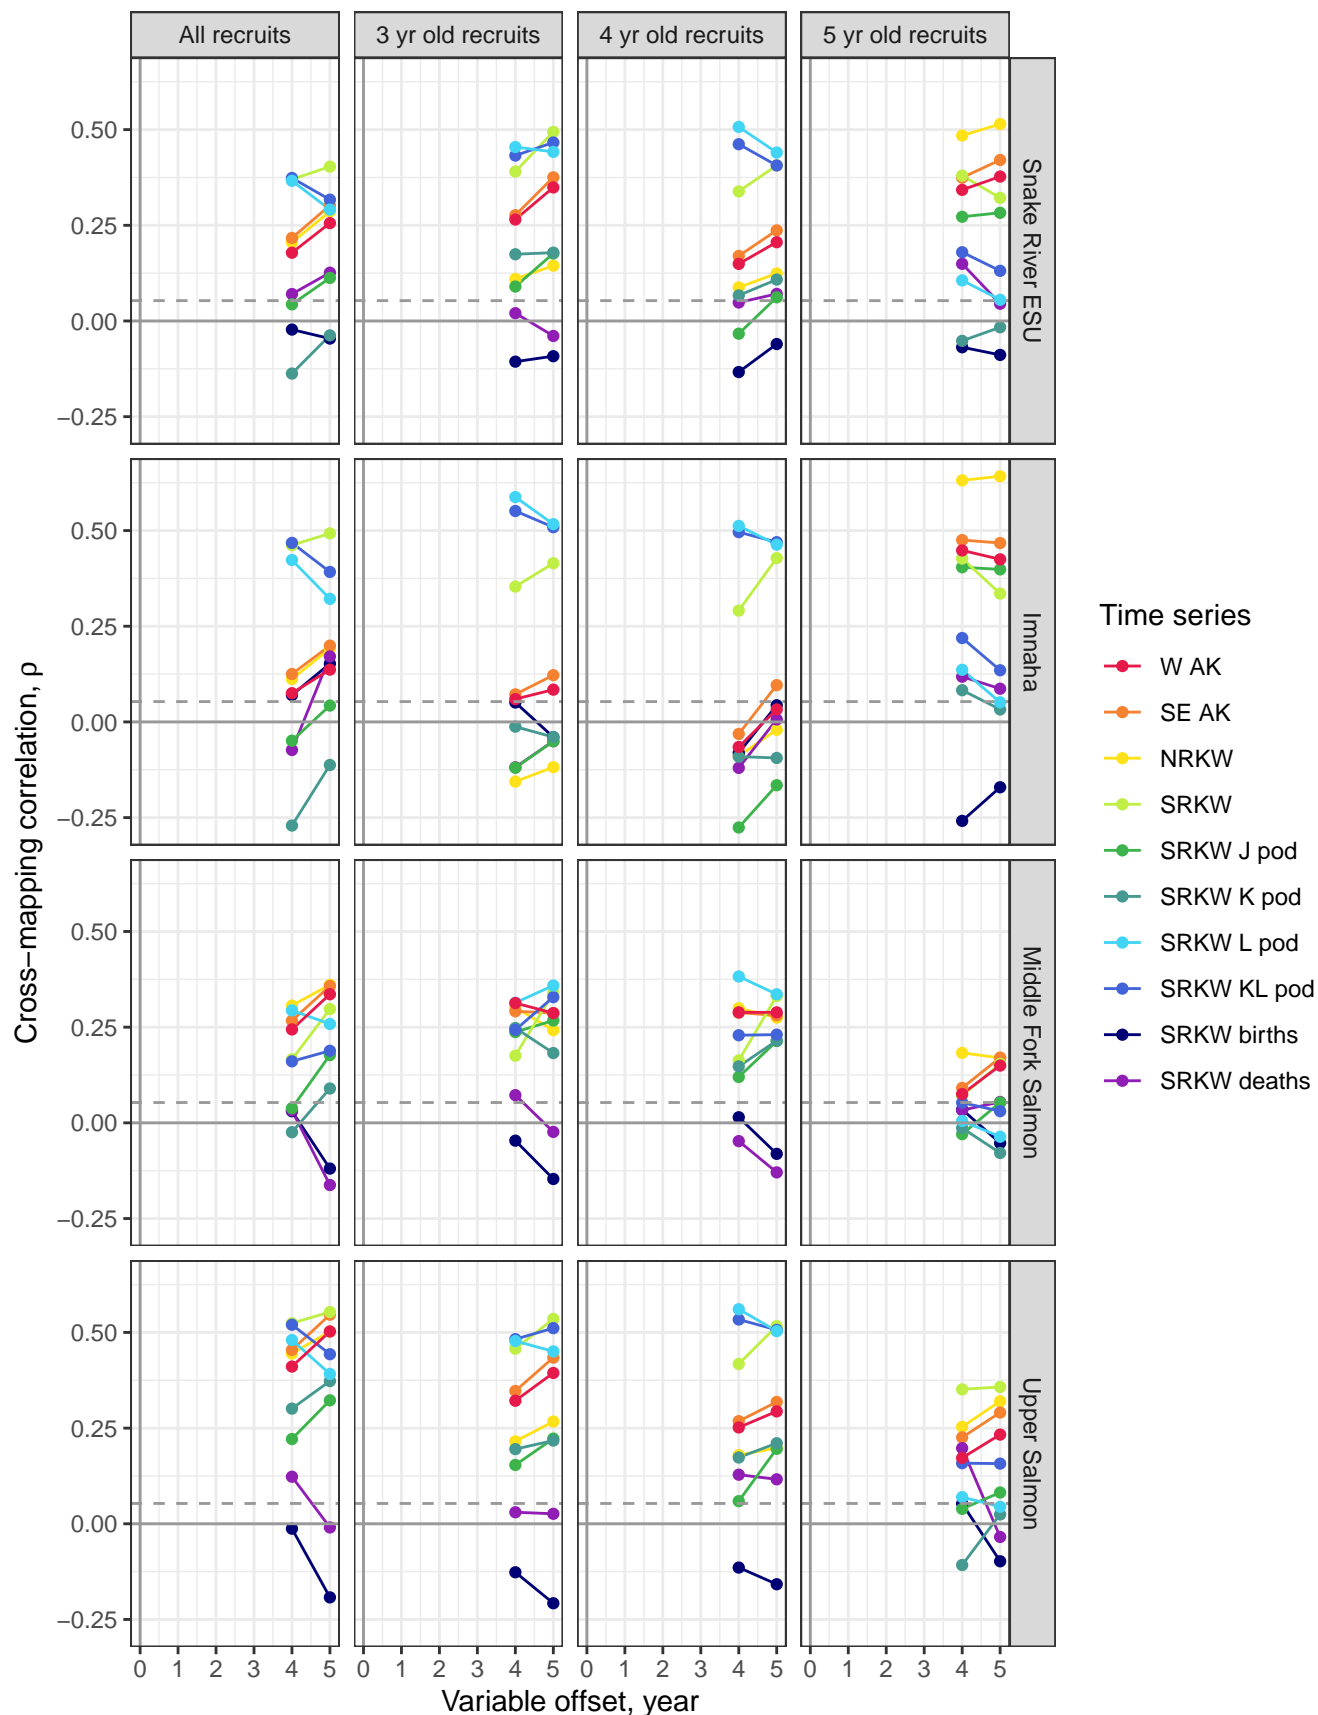 All recruits 3 yr old recruits 4 yr old recruits 5 yr old recruits
0.50
0.25
0.00
−0.25
Snake River ESU
0.50
0.25
0.00
−0.25
Imnaha
0.50
0.25
0.00
−0.25
Middle Fork Salmon
0.50
0.25
0.00
−0.25
Upper Salmon
0 1 2 3 4 5 0 1 2 3 4 5 0 1 2 3 4 5 0 1 2 3 4 5
Variable offset, year
Cross−mapping correlation, ρ
Time series
W AK
SE AK
NRKW
SRKW
SRKW J pod
SRKW K pod
SRKW L pod
SRKW KL pod
SRKW births
SRKW deaths